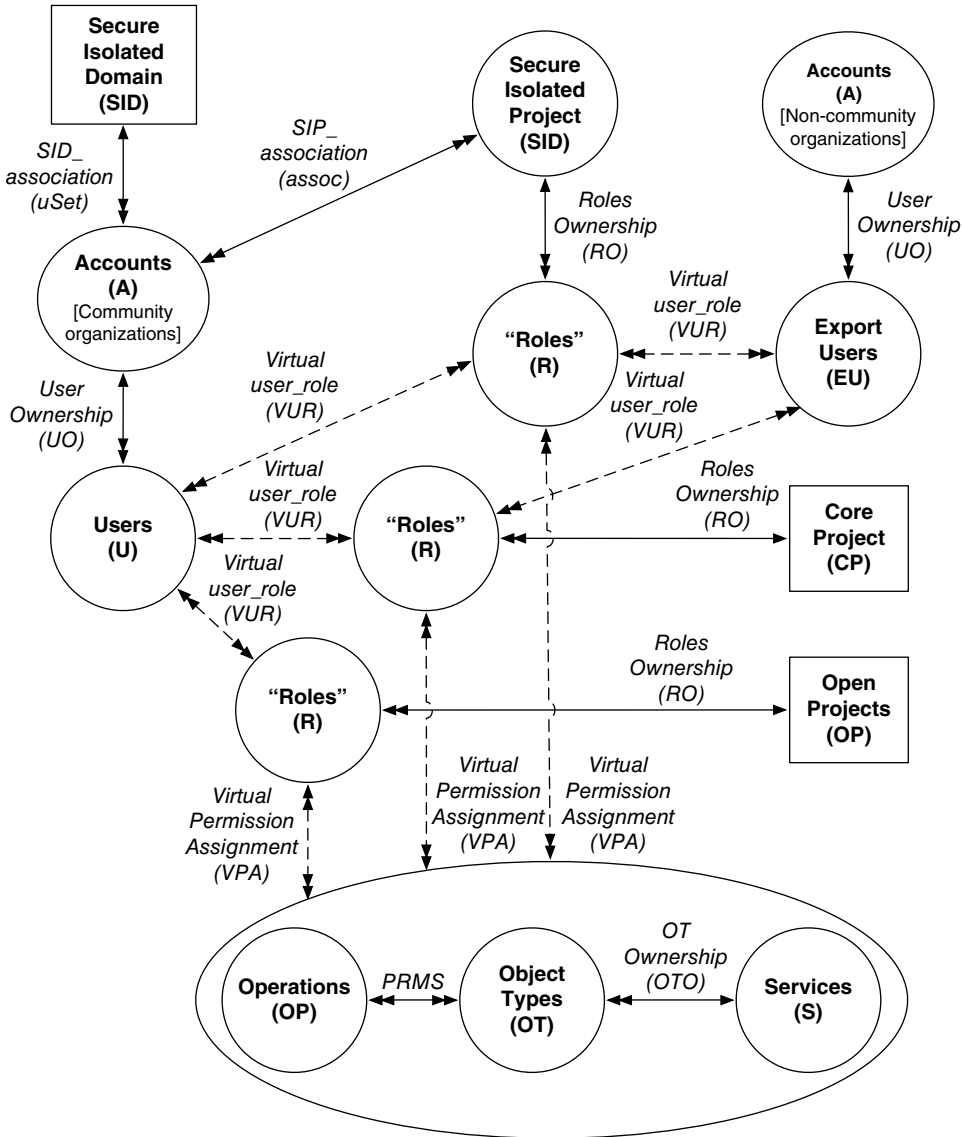 Secure
Isolated
Domain
(SID)
Secure
Isolated
Project
(SID)
Accounts
(A)
[Non-community
organizations]
SID_
association
(uSet)
SIP_
association
(assoc)
Roles
Ownership
(RO)
User
Ownership
(UO)
Accounts
(A)
[Community
organizations]
Virtual
user_role
(VUR)
“Roles”
(R)
Export
Users
(EU)
User
Ownership
(UO)
Virtual
user_role
(VUR)
Virtual
user_role
(VUR)
Users
(U)
Virtual
user_role
(VUR)
“Roles”
(R)
Roles
Ownership
(RO)
Core
Project
(CP)
Virtual
user_role
(VUR)
“Roles”
(R)
Roles
Ownership
(RO)
Open
Projects
(OP)
Virtual
Permission
Assignment
(VPA)
Virtual
Permission
Assignment
(VPA)
Virtual
Permission
Assignment
(VPA)
Operations
(OP)
PRMS
Object
Types
(OT)
OT
Ownership
(OTO)
Services
(S)